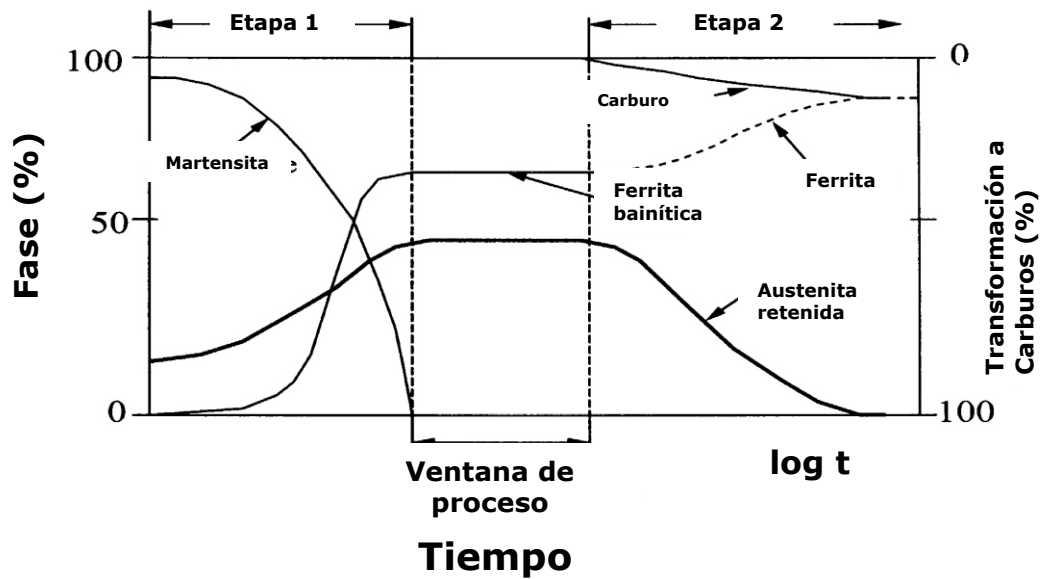 Etapa 1
Etapa 2
100
0
Carburo
Martensita
Ferrita
bainítica
Ferrita
50
Fase (%)
Transformación a
Carburos (%)
Austenita
retenida
0
100
Ventana de
proceso
log t
Tiempo